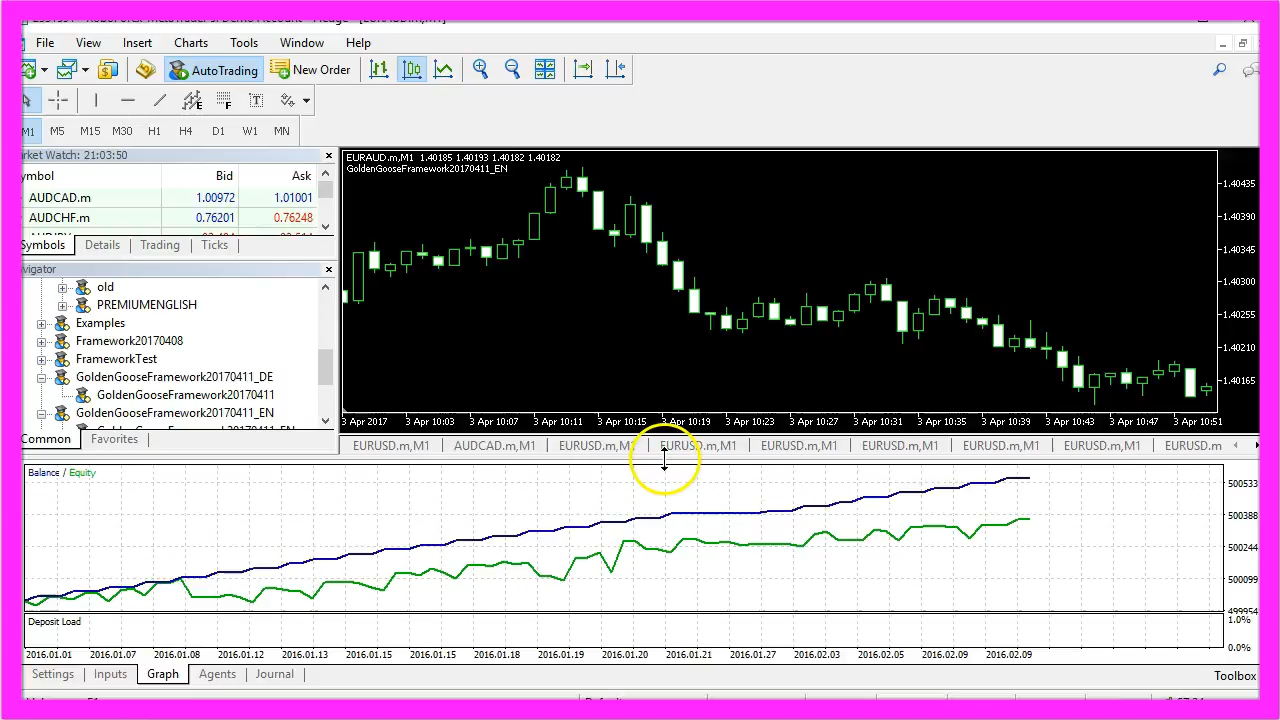 File View Insert Charts Tools Window Help
AutoTrading New Order
E F T
M1 M5 M15 M30 H1 H4 D1 W1 MN
rket Watch: 21:03:50
ymbol Bid Ask
AUDCAD.m 1.00972 1.01001
AUDCHF.m 0.76201 0.76248
Symbols Details Trading Ticks
vigator
old
PREMIUMENGLISH
Examples
Framework20170408
FrameworkTest
GoldenGooseFramework20170411_DE
GoldenGooseFramework20170411
GoldenGooseFramework20170411_EN
Common Favorites
EURAUD.m,M1 1.40185 1.40193 1.40182 1.40182
GoldenGooseFramework20170411_EN
1.40435
1.40390
1.40345
1.40300
1.40255
1.40210
1.40165
3 Apr 2017 3 Apr 10:03 3 Apr 10:07 3 Apr 10:11 3 Apr 10:15 3 Apr 10:19 3 Apr 10:23 3 Apr 10:27 3 Apr 10:31 3 Apr 10:35 3 Apr 10:39 3 Apr 10:43 3 Apr 10:47 3 Apr 10:51
EURUSD.m,M1 AUDCAD.m,M1 EURUSD.m,M1 EURUSD.m,M1 EURUSD.m,M1 EURUSD.m,M1 EURUSD.m,M1 EURUSD.m,M1 EURUSD.m
Balance / Equity
500533
500388
500244
500099
499954
Deposit Load
1.0%
0.0%
2016.01.01 2016.01.07 2016.01.08 2016.01.12 2016.01.13 2016.01.15 2016.01.15 2016.01.18 2016.01.19 2016.01.20 2016.01.21 2016.01.27 2016.02.03 2016.02.05 2016.02.09 2016.02.09
Settings Inputs Graph Agents Journal Toolbox